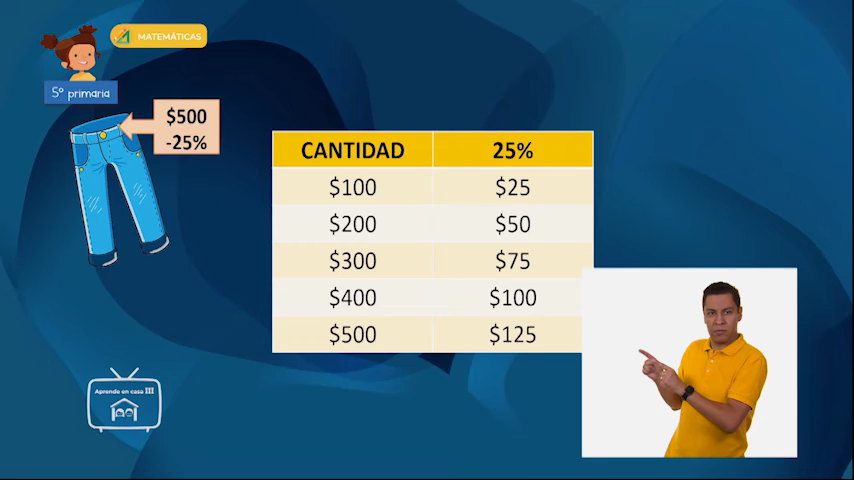 MATEMÁTICAS
5° primaria
$500
-25%
CANTIDAD 25%
$100 $25
$200 $50
$300 $75
$400 $100
$500 $125
Aprende en casa III